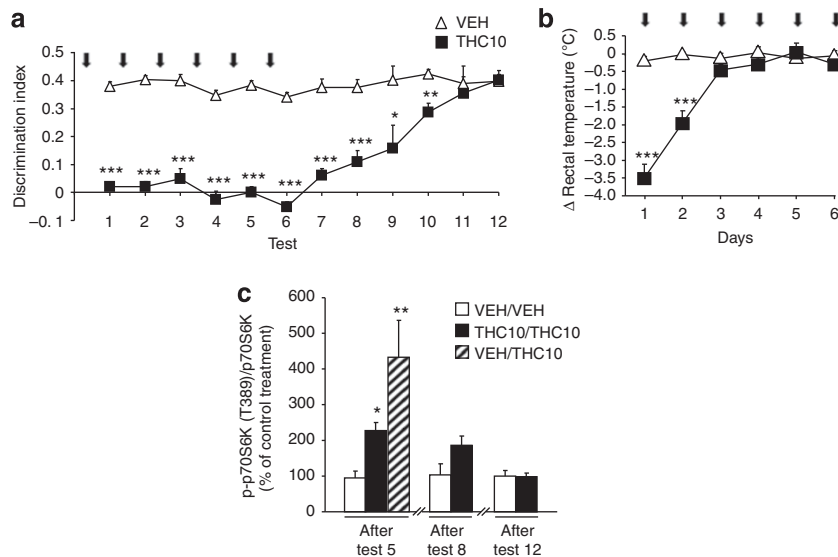 a
VEH
THC10
Discrimination index
0.5
0.4
0.3
0.2
0.1
0
−0.1
*** *** *** *** *** *** *** *** * **
1 2 3 4 5 6 7 8 9 10 11 12
Test
b
Δ Rectal temperature (°C)
0.5
0
−0.5
−1.0
−1.5
−2.0
−2.5
−3.0
−3.5
−4.0
*** ***
1 2 3 4 5 6
Days
c
p-p70S6K (T389)/p70S6K
(% of control treatment)
600
500
400
300
200
100
0
* **
VEH/VEH
THC10/THC10
VEH/THC10
After
test 5
After
test 8
After
test 12